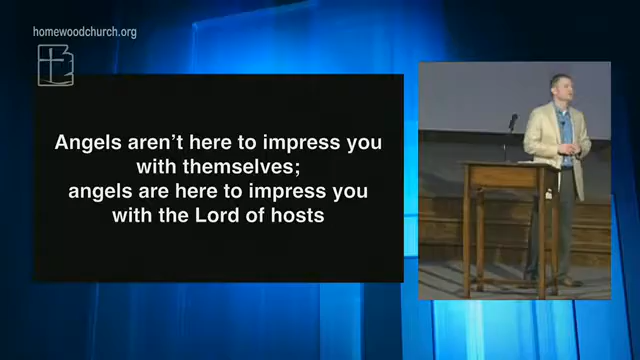 homewoodchurch.org
Angels aren't here to impress you
with themselves;
angels are here to impress you
with the Lord of hosts